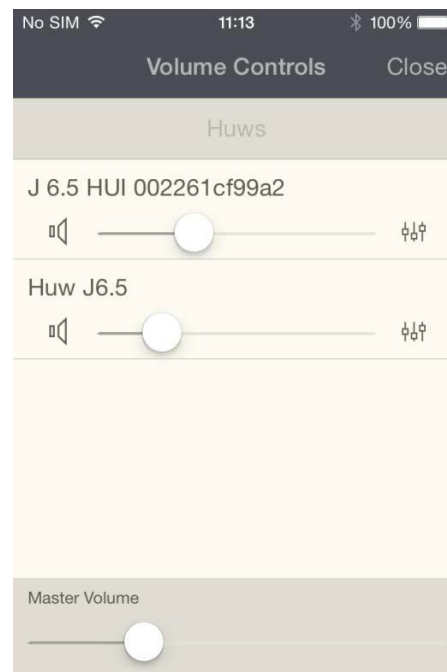 No SIM 11:13 100%
Volume Controls Close
Huws
J 6.5 HUI 002261cf99a2
Huw J6.5
Master Volume